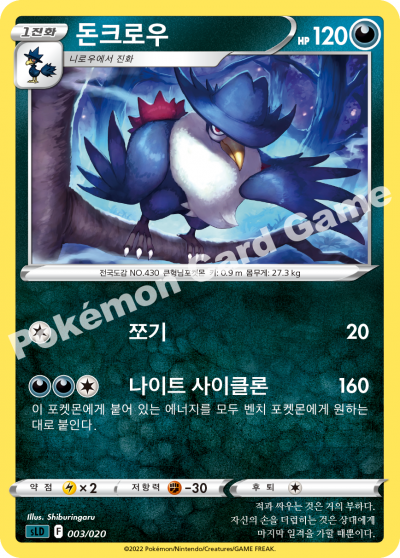 1진화
돈크로우
HP 120
니로우에서 진화
전국도감 NO.430 큰형님포켓몬 키: 0.9 m 몸무게: 27.3 kg
Pokémon Card Game
쪼기 20
나이트 사이클론 160
이 포켓몬에게 붙어 있는 에너지를 모두 벤치 포켓몬에게 원하는
대로 붙인다.
약점 ×2 저항력 -30 후퇴
Illus. Shiburingaru
sLD F 003/020
적과 싸우는 것은 거의 부하다.
자신의 손을 더럽히는 것은 상대에게
마지막 일격을 가할 때뿐이다.
©2022 Pokémon/Nintendo/Creatures/GAME FREAK.